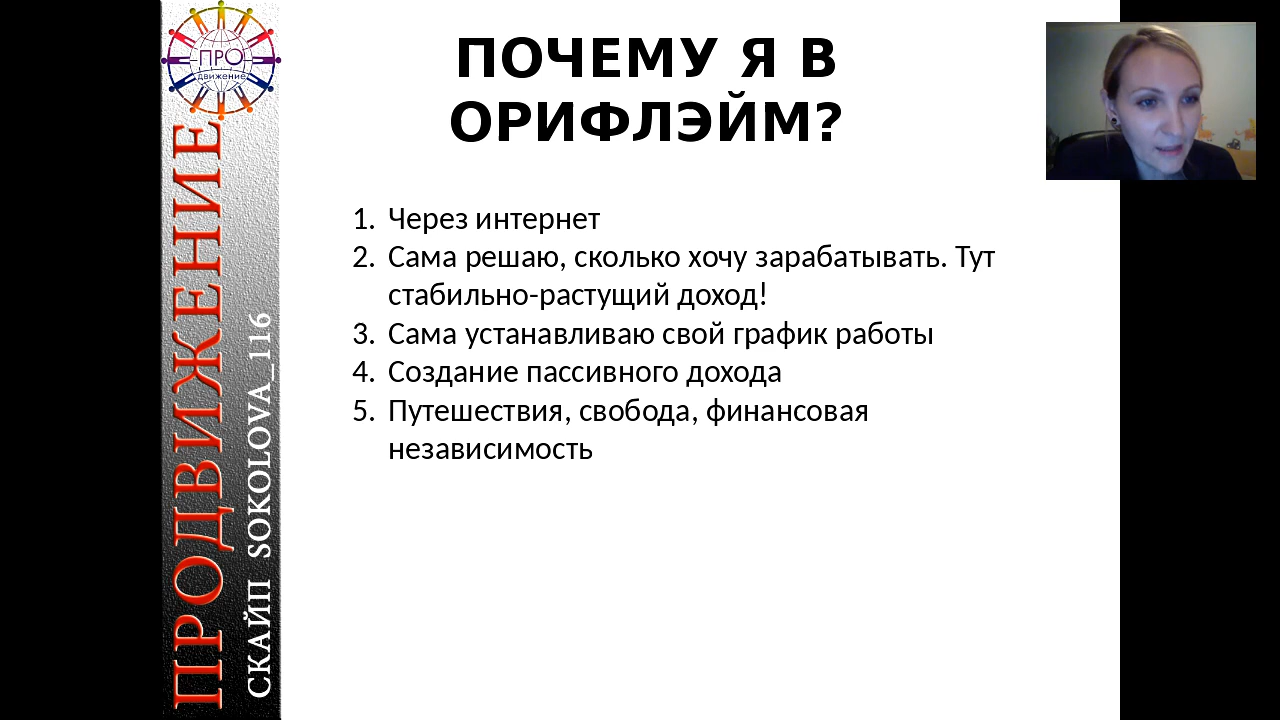 ПРО
движение
ПРОДВИЖЕНИЕ
СКАЙП SOKOLOVA_116
ПОЧЕМУ Я В
ОРИФЛЭЙМ?
1. Через интернет
2. Сама решаю, сколько хочу зарабатывать. Тут
стабильно-растущий доход!
3. Сама устанавливаю свой график работы
4. Создание пассивного дохода
5. Путешествия, свобода, финансовая
независимость